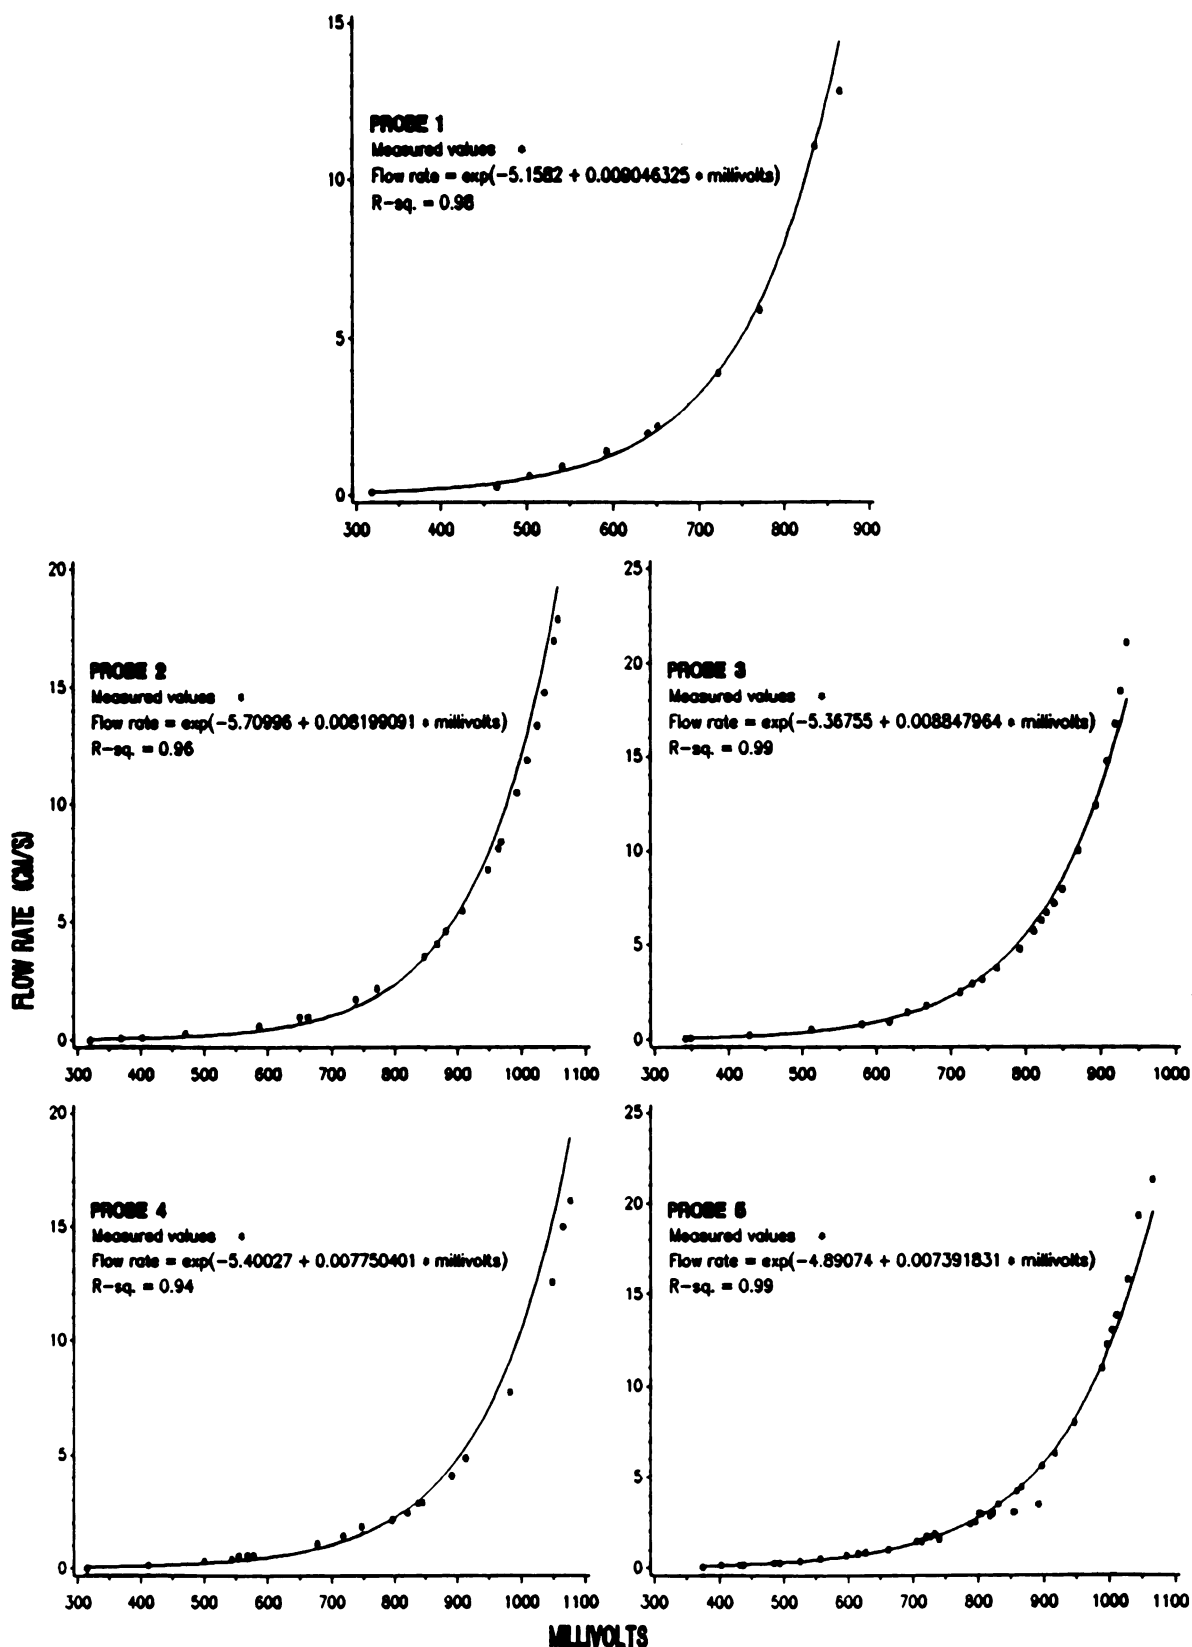 15
10
5
0
PROBE 1
Measured values
Flow rate = exp(-5.1582 + 0.009046325 * millivolts)
R-sq. = 0.98
300 400 500 600 700 800 900
20
15
10
5
0
PROBE 2
Measured values
Flow rate = exp(-5.70996 + 0.008199091 * millivolts)
R-sq. = 0.96
300 400 500 600 700 800 900 1000 1100
25
20
15
10
5
0
PROBE 3
Measured values
Flow rate = exp(-5.36755 + 0.008847964 * millivolts)
R-sq. = 0.99
300 400 500 600 700 800 900 1000
FLOW RATE (CM/S)
20
15
10
5
0
PROBE 4
Measured values
Flow rate = exp(-5.40027 + 0.007750401 * millivolts)
R-sq. = 0.94
300 400 500 600 700 800 900 1000 1100
25
20
15
10
5
0
PROBE 5
Measured values
Flow rate = exp(-4.89074 + 0.007391831 * millivolts)
R-sq. = 0.99
300 400 500 600 700 800 900 1000 1100
MILLIVOLTS